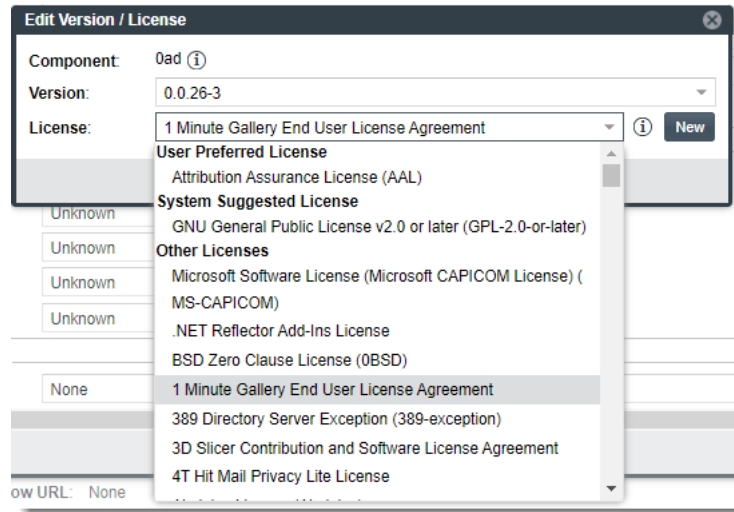 Edit Version / License
Component: 0ad
Version: 0.0.26-3
License: 1 Minute Gallery End User License Agreement New
User Preferred License
Attribution Assurance License (AAL)
System Suggested License
GNU General Public License v2.0 or later (GPL-2.0-or-later)
Other Licenses
Microsoft Software License (Microsoft CAPICOM License) (
MS-CAPICOM)
.NET Reflector Add-Ins License
BSD Zero Clause License (0BSD)
1 Minute Gallery End User License Agreement
389 Directory Server Exception (389-exception)
3D Slicer Contribution and Software License Agreement
4T Hit Mail Privacy Lite License
Unknown
Unknown
Unknown
Unknown
None
ow URL: None